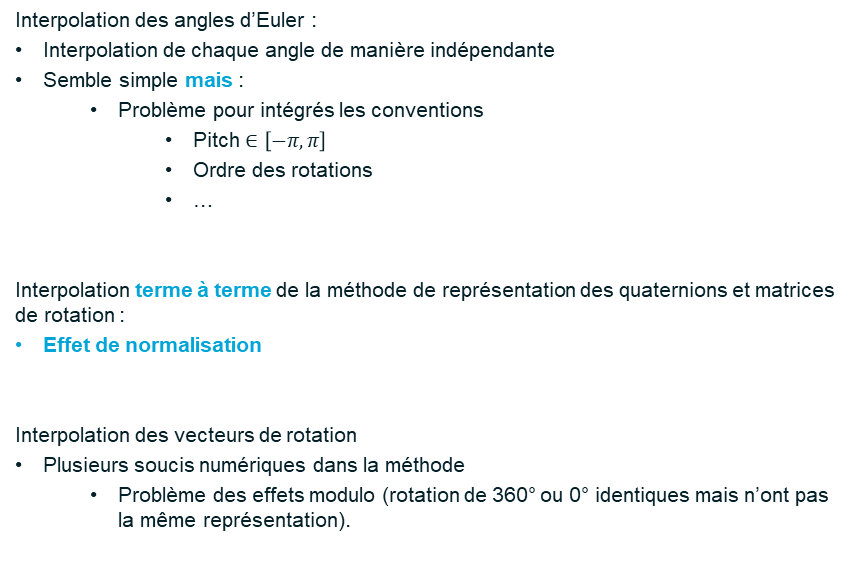 Interpolation des angles d’Euler :
• Interpolation de chaque angle de manière indépendante
• Semble simple mais :
• Problème pour intégrés les conventions
• Pitch ∈ [−𝜋, 𝜋]
• Ordre des rotations
• …
Interpolation terme à terme de la méthode de représentation des quaternions et matrices
de rotation :
• Effet de normalisation
Interpolation des vecteurs de rotation
• Plusieurs soucis numériques dans la méthode
• Problème des effets modulo (rotation de 360° ou 0° identiques mais n’ont pas
la même représentation).